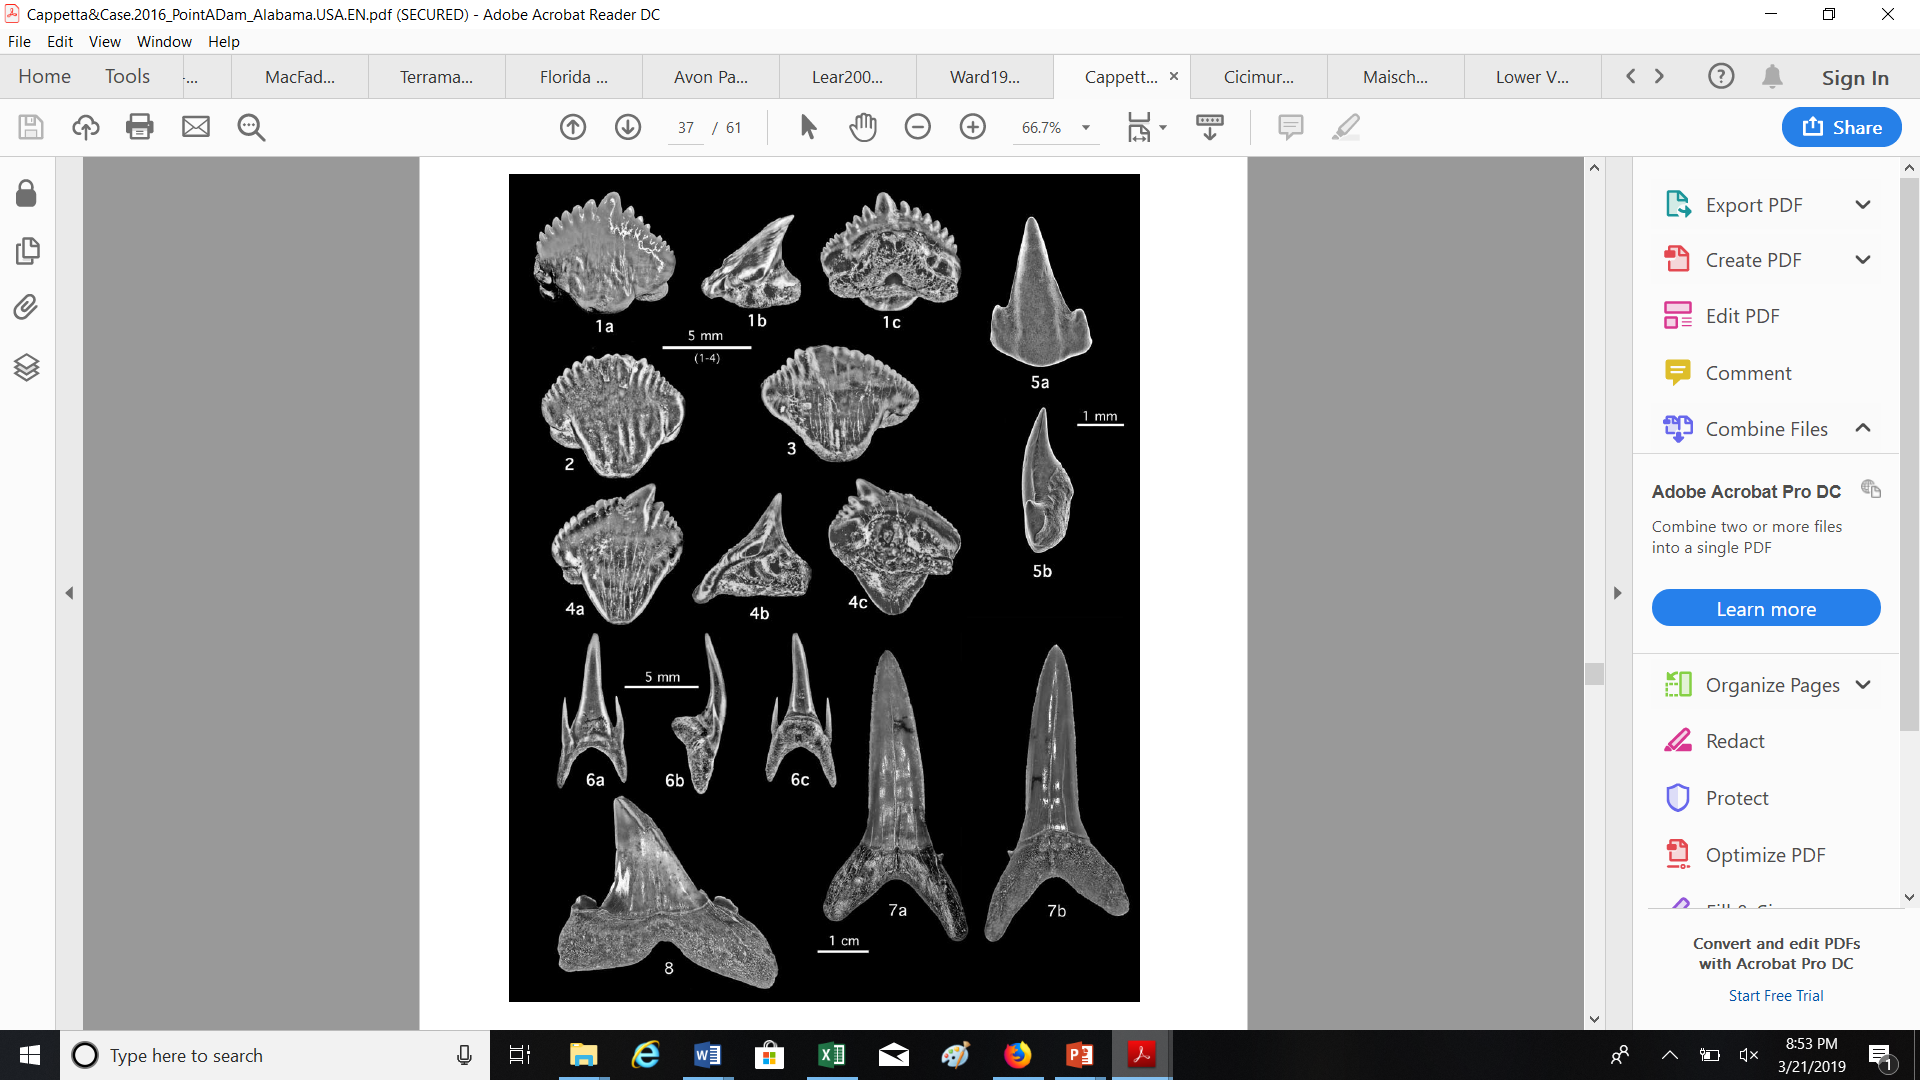 Cappetta&Case.2016_PointADam_Alabama.USA.EN.pdf (SECURED) - Adobe Acrobat Reader DC
File Edit View Window Help
Home Tools -... MacFad... Terrama... Florida ... Avon Pa... Lear200... Ward19... Cappett... Cicimur... Maisch... Lower V... Sign In
37 / 61 66.7% Share
1a
1b
1c
5 mm
(1-4)
5a
2
3
1 mm
4a
4b
4c
5b
5 mm
6a
6b
6c
7a
7b
1 cm
8
Export PDF
Create PDF
Edit PDF
Comment
Combine Files
Adobe Acrobat Pro DC
Combine two or more files
into a single PDF
Learn more
Organize Pages
Redact
Protect
Optimize PDF
Convert and edit PDFs
with Acrobat Pro DC
Start Free Trial
Type here to search
8:53 PM
3/21/2019
1